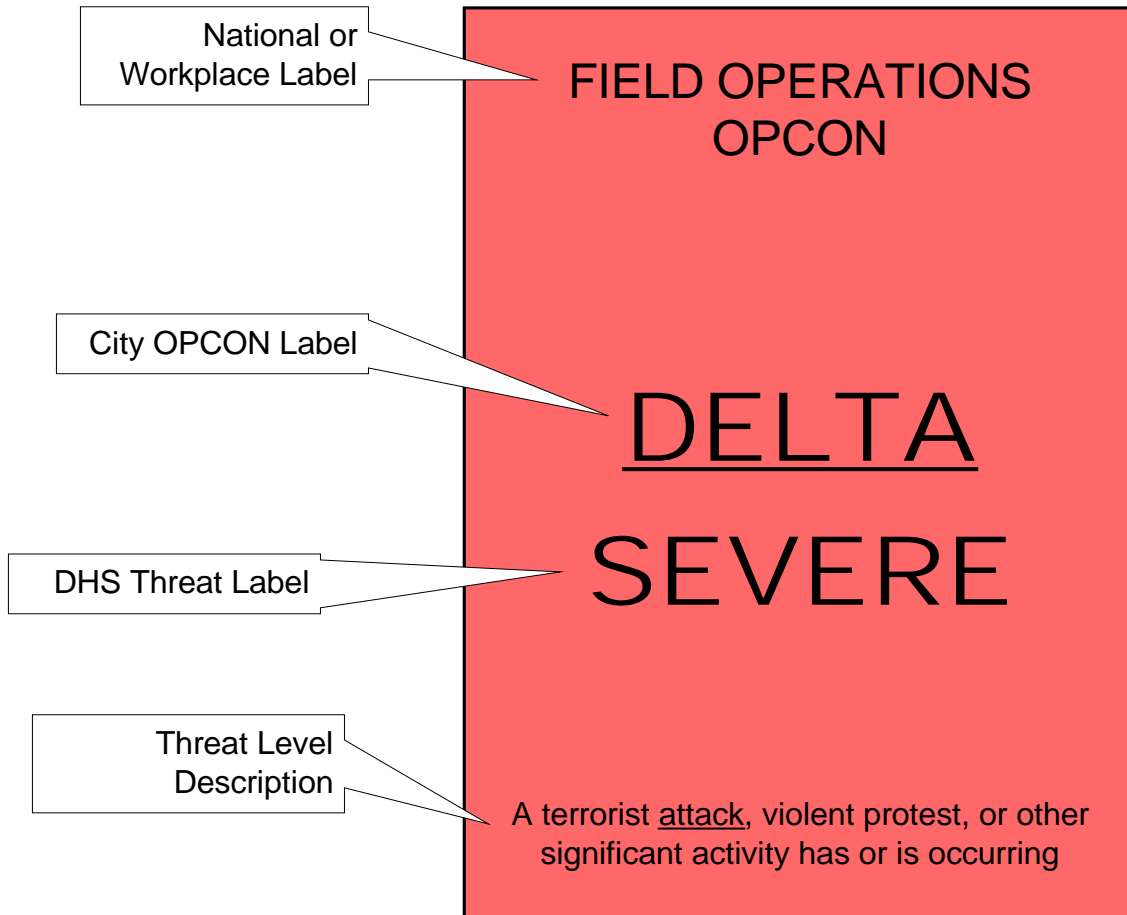 National or
Workplace Label
FIELD OPERATIONS
OPCON
City OPCON Label
DELTA
DHS Threat Label
SEVERE
Threat Level
Description
A terrorist attack, violent protest, or other
significant activity has or is occurring